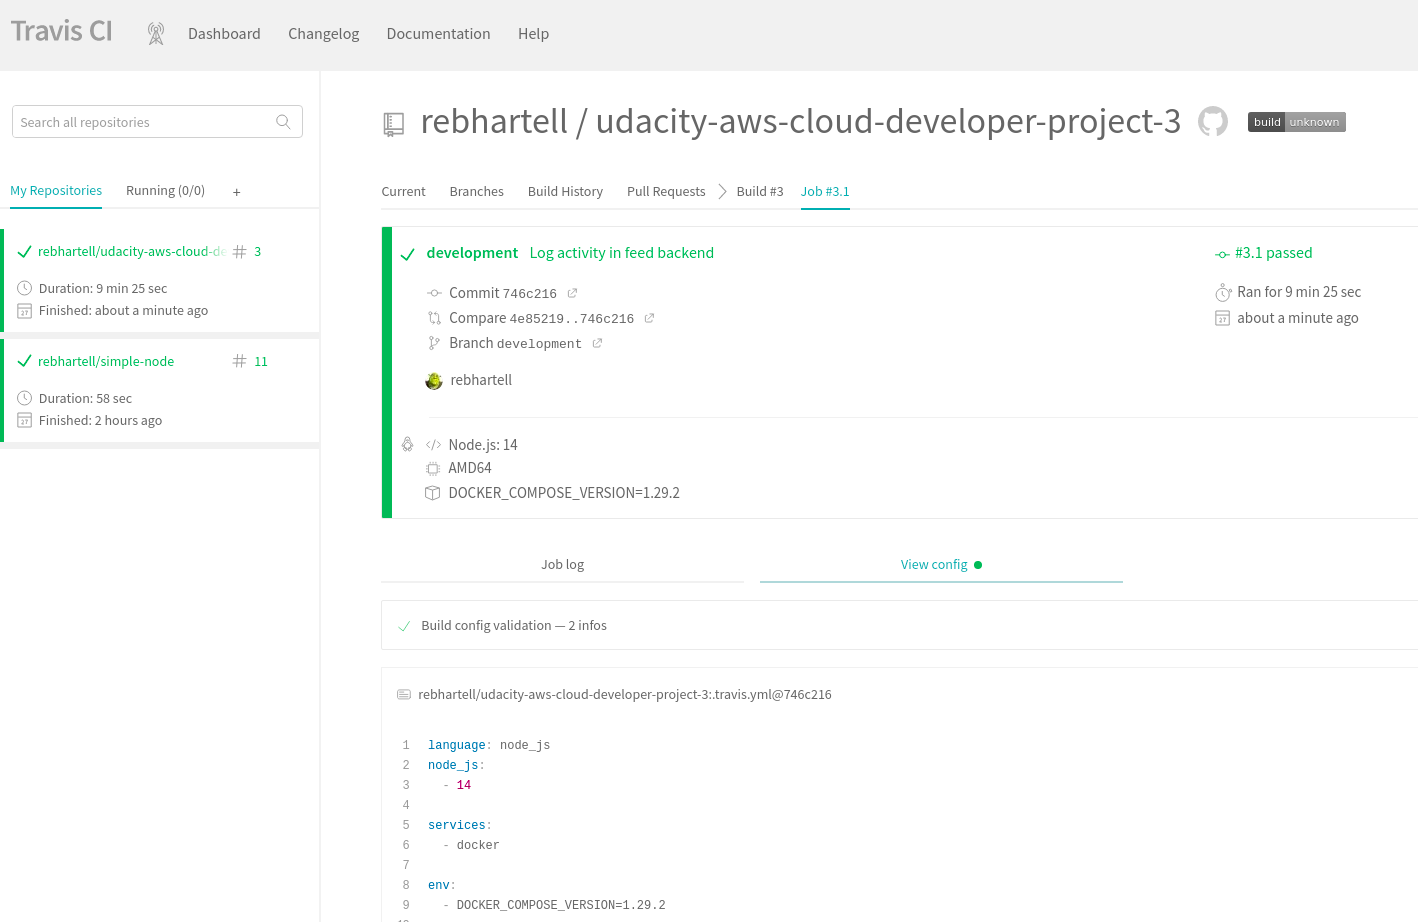 Travis CI Dashboard Changelog Documentation Help
Search all repositories
My Repositories Running (0/0) +
rebhartell/udacity-aws-cloud-de # 3
Duration: 9 min 25 sec
27 Finished: about a minute ago
rebhartell/simple-node # 11
Duration: 58 sec
27 Finished: 2 hours ago
rebhartell / udacity-aws-cloud-developer-project-3 build unknown
Current Branches Build History Pull Requests Build #3 Job #3.1
development Log activity in feed backend #3.1 passed
Commit 746c216 Ran for 9 min 25 sec
Compare 4e85219..746c216 27 about a minute ago
Branch development
rebhartell
</> Node.js: 14
AMD64
DOCKER_COMPOSE_VERSION=1.29.2
Job log View config
Build config validation — 2 infos
rebhartell/udacity-aws-cloud-developer-project-3:.travis.yml@746c216
1 language: node_js
2 node_js:
3 - 14
4
5 services:
6 - docker
7
8 env:
9 - DOCKER_COMPOSE_VERSION=1.29.2